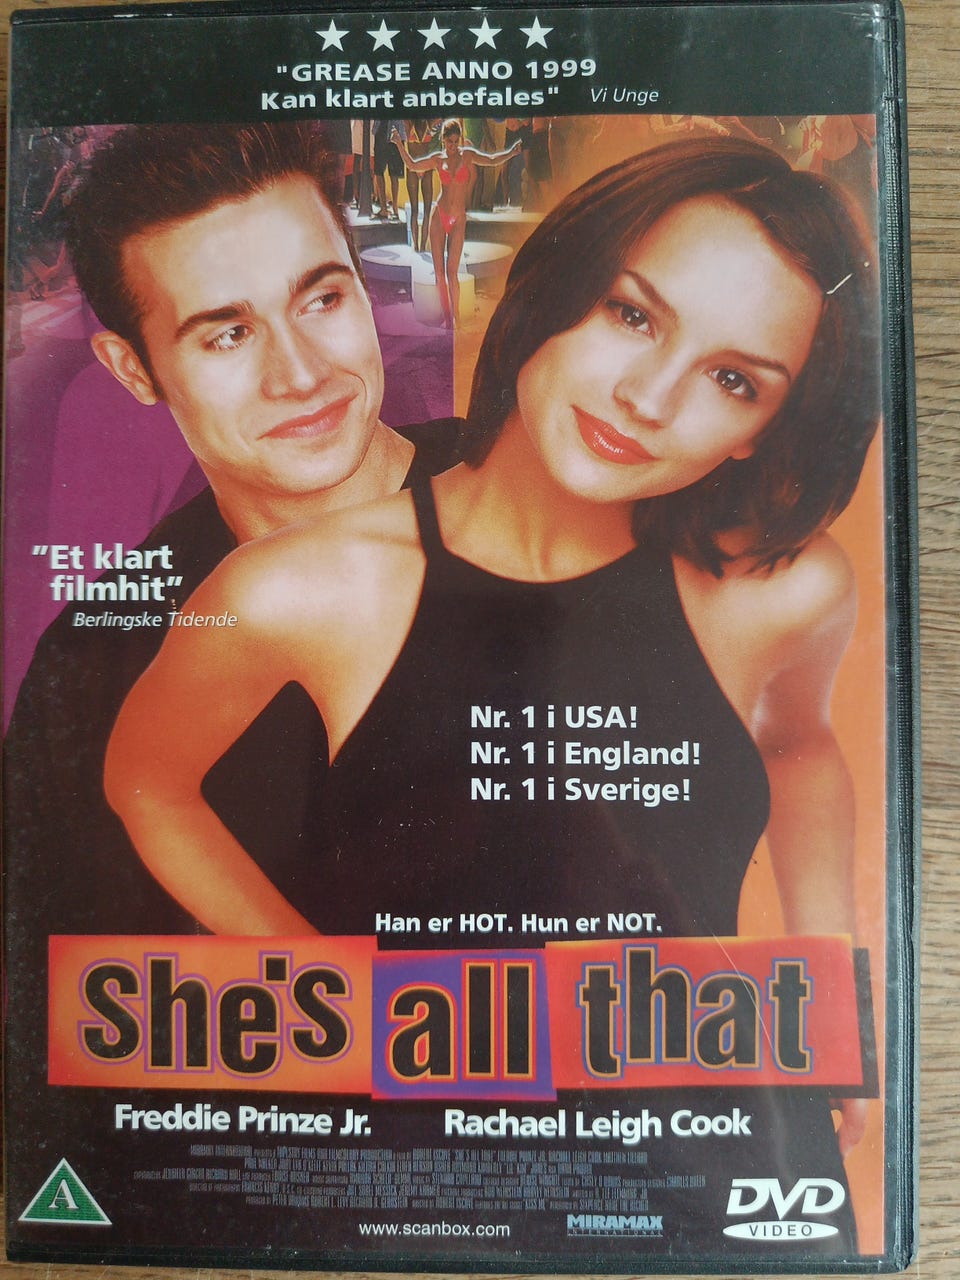 "GREASE ANNO 1999
Kan klart anbefales" Vi Unge
"Et klart
filmhit"
Berlingske Tidende
Nr. 1 i USA!
Nr. 1 i England!
Nr. 1 i Sverige!
Han er HOT. Hun er NOT.
She's all that
Freddie Prinze Jr. Rachael Leigh Cook
A
www.scanbox.com
MIRAMAX
INTERNATIONAL
DVD
VIDEO